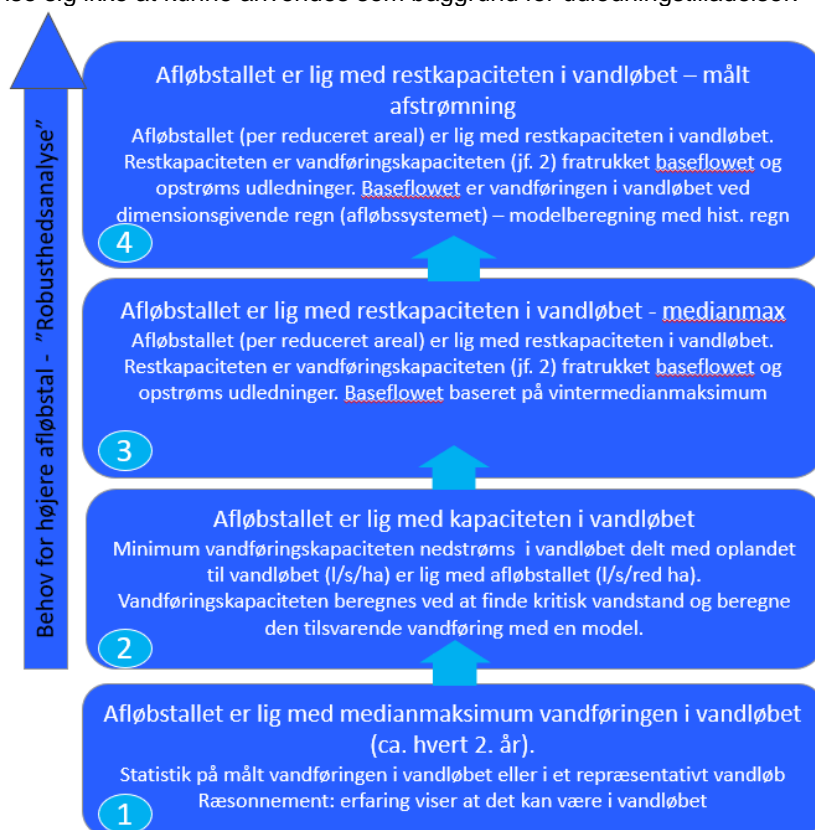 Behov for højere afløbstal - ”Robusthedsanalyse”
Afløbstallet er lig med restkapaciteten i vandløbet – målt
afstrømning
Afløbstallet (per reduceret areal) er lig med restkapaciteten i vandløbet.
Restkapaciteten er vandføringskapaciteten (jf. 2) fratrukket baseflowet og
opstrøms udledninger. Baseflowet er vandføringen i vandløbet ved
dimensionsgivende regn (afløbssystemet) – modelberegning med hist. regn
4
Afløbstallet er lig med restkapaciteten i vandløbet - medianmax
Afløbstallet (per reduceret areal) er lig med restkapaciteten i vandløbet.
Restkapaciteten er vandføringskapaciteten (jf. 2) fratrukket baseflowet og
opstrøms udledninger. Baseflowet baseret på vintermedianmaksimum
3
Afløbstallet er lig med kapaciteten i vandløbet
Minimum vandføringskapaciteten nedstrøms i vandløbet delt med oplandet
til vandløbet (l/s/ha) er lig med afløbstallet (l/s/red ha).
Vandføringskapaciteten beregnes ved at finde kritisk vandstand og beregne
den tilsvarende vandføring med en model.
2
Afløbstallet er lig med medianmaksimum vandføringen i vandløbet
(ca. hvert 2. år).
Statistik på målt vandføringen i vandløbet eller i et repræsentativt vandløb
Ræsonnement: erfaring viser at det kan være i vandløbet
1